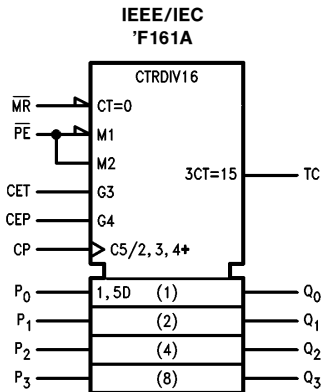 IEEE/IEC
'F161A
CTRDIV16
MR CT=0
PE M1
M2
3CT=15 TC
CET G3
CEP G4
CP C5/2,3,4+
P0 1,5D (1) Q0
P1 (2) Q1
P2 (4) Q2
P3 (8) Q3